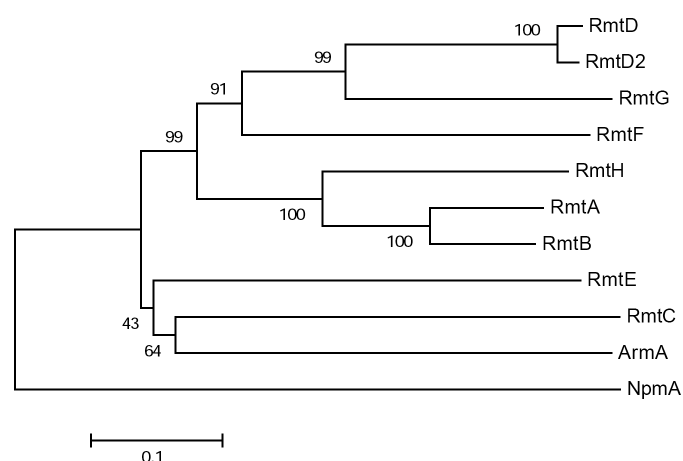 100
RmtD
99
RmtD2
91
RmtG
99
RmtF
RmtH
100
RmtA
100
RmtB
RmtE
43
RmtC
64
ArmA
NpmA
0.1